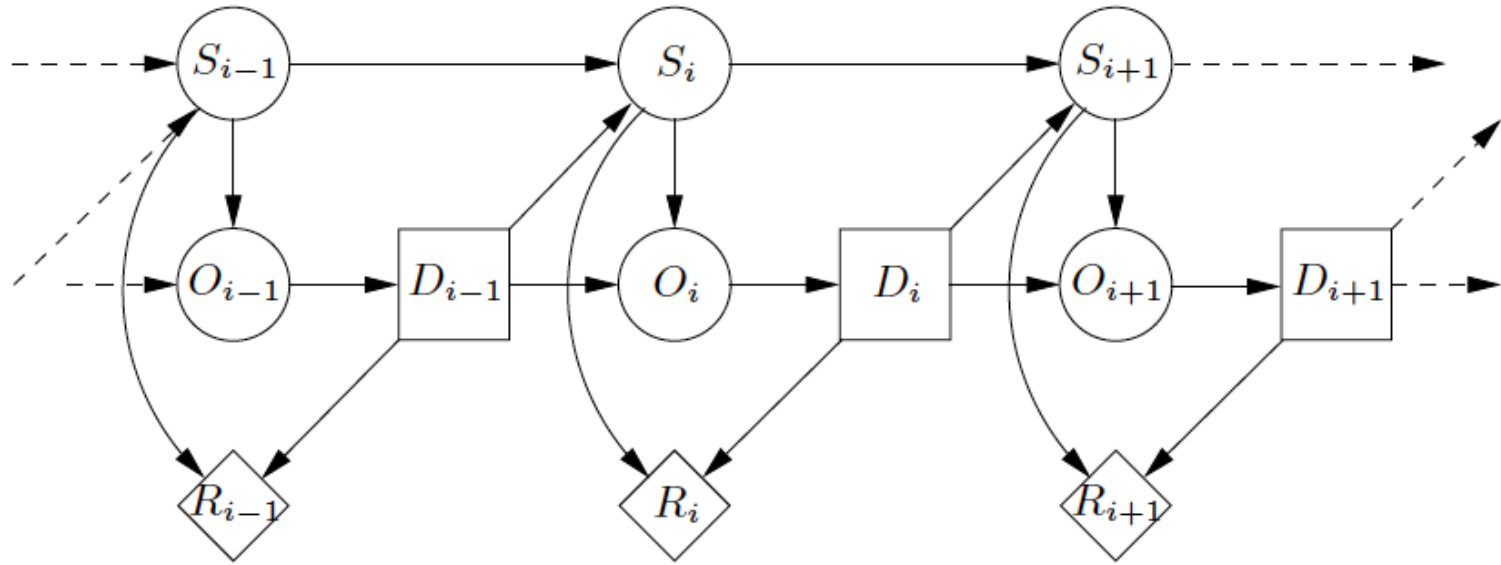 S_{i-1} S_i S_{i+1}
O_{i-1} D_{i-1} O_i D_i O_{i+1} D_{i+1}
R_{i-1} R_i R_{i+1}